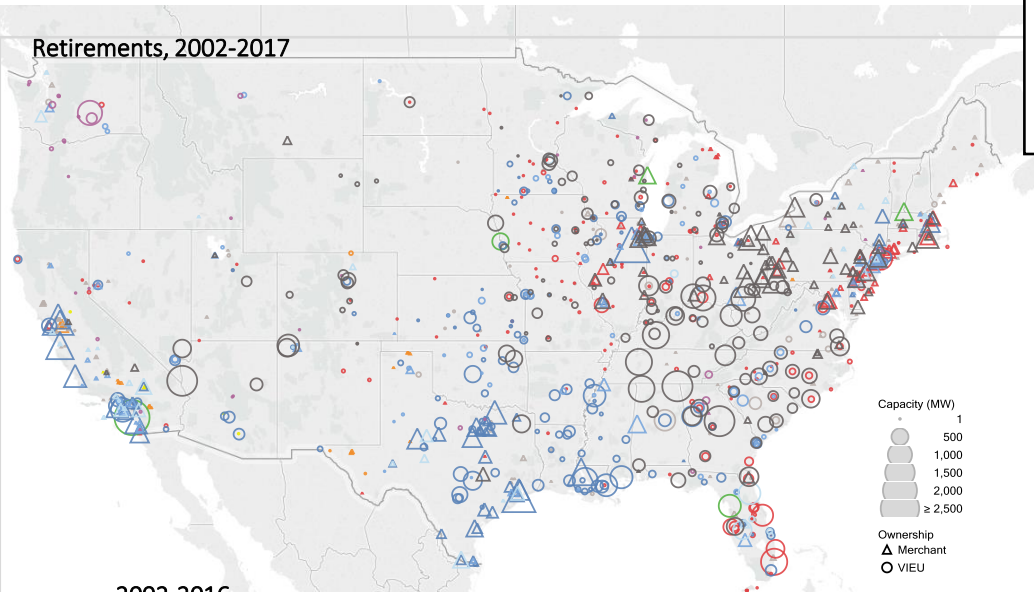 Retirements, 2002-2017
Capacity (MW)
1
500
1,000
1,500
2,000
≥ 2,500
Ownership
Merchant
VIEU